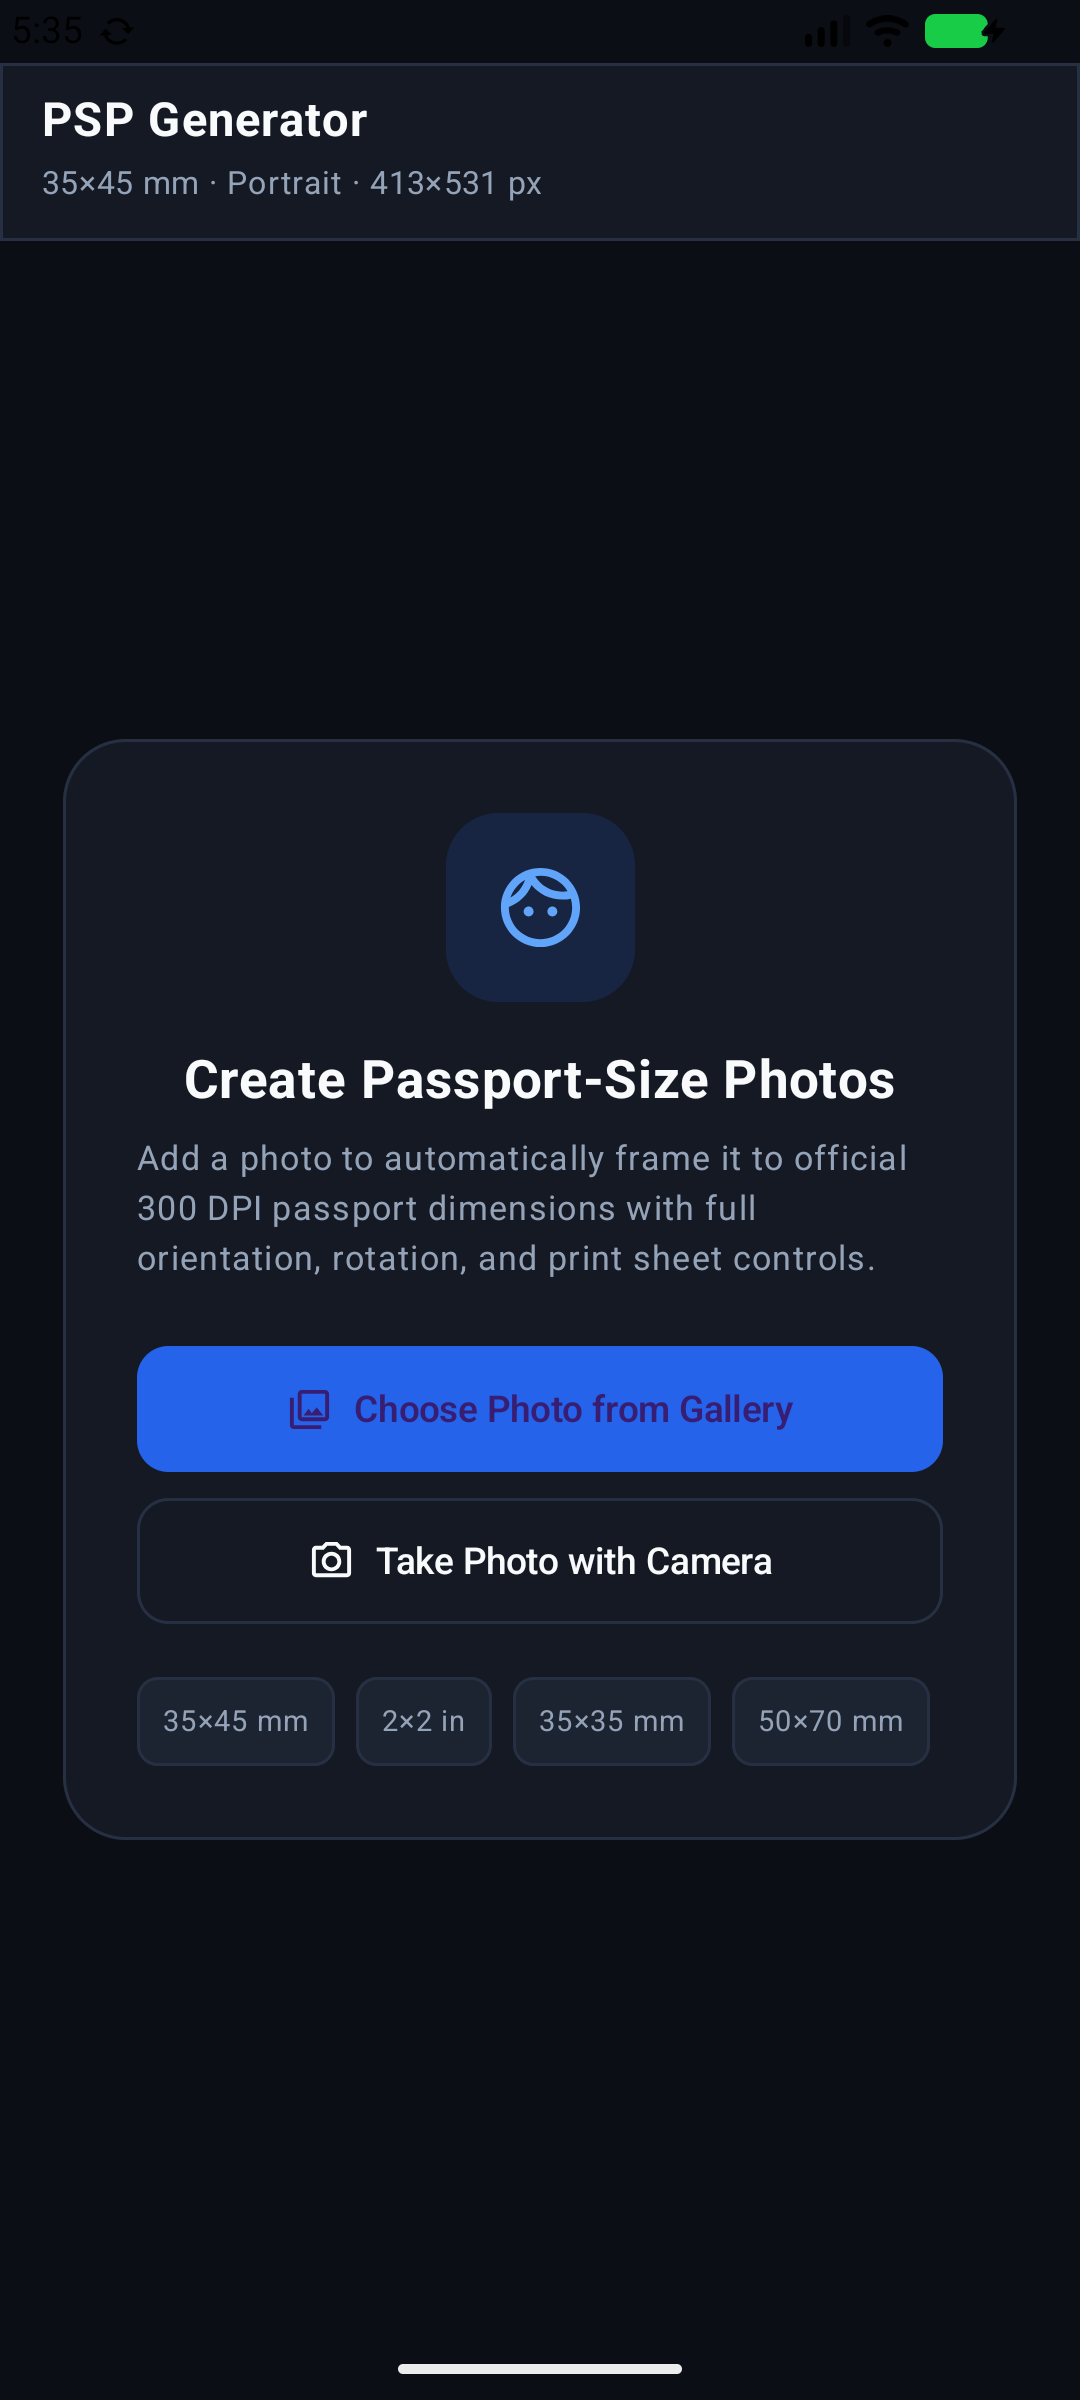 5:35
PSP Generator
35×45 mm · Portrait · 413×531 px
Create Passport-Size Photos
Add a photo to automatically frame it to official
300 DPI passport dimensions with full
orientation, rotation, and print sheet controls.
Choose Photo from Gallery
Take Photo with Camera
35×45 mm
2×2 in
35×35 mm
50×70 mm